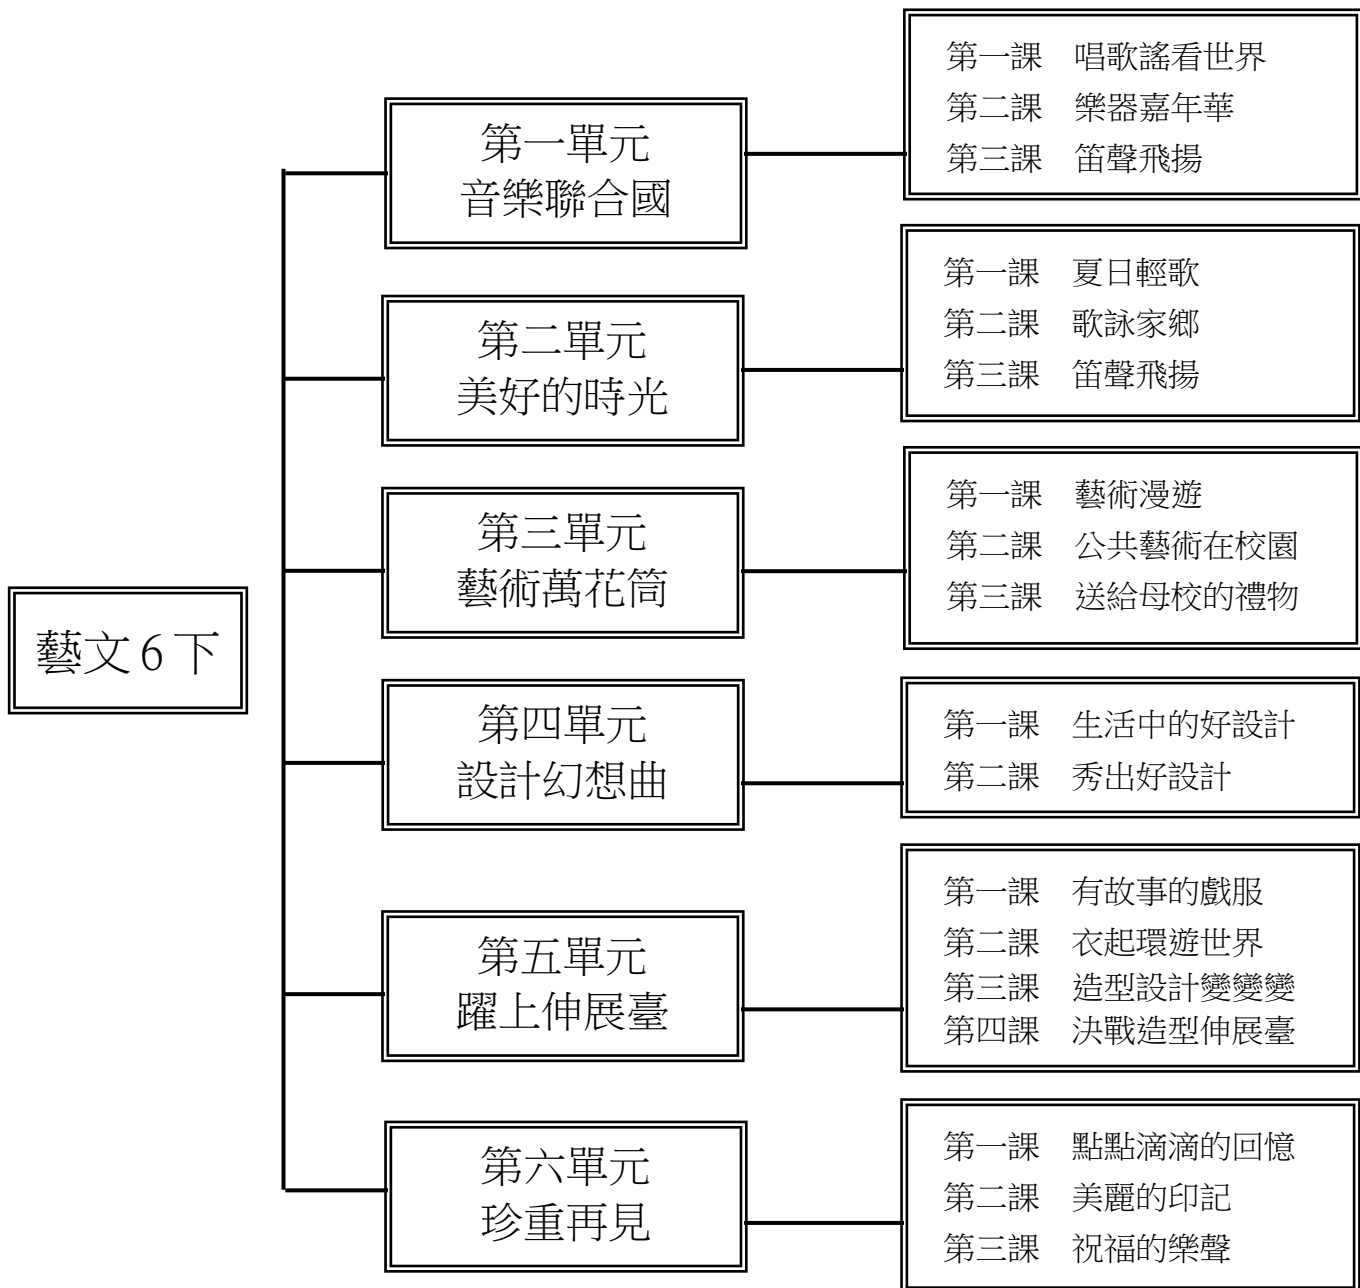 藝文6下
第一單元
音樂聯合國
第一課　唱歌謠看世界
第二課　樂器嘉年華
第三課　笛聲飛揚
第二單元
美好的時光
第一課　夏日輕歌
第二課　歌詠家鄉
第三課　笛聲飛揚
第三單元
藝術萬花筒
第一課　藝術漫遊
第二課　公共藝術在校園
第三課　送給母校的禮物
第四單元
設計幻想曲
第一課　生活中的好設計
第二課　秀出好設計
第五單元
躍上伸展臺
第一課　有故事的戲服
第二課　衣起環遊世界
第三課　造型設計變變變
第四課　決戰造型伸展臺
第六單元
珍重再見
第一課　點點滴滴的回憶
第二課　美麗的印記
第三課　祝福的樂聲